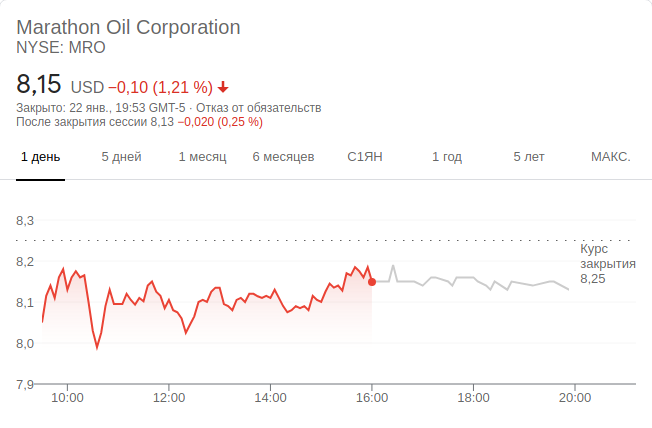 Marathon Oil Corporation
NYSE: MRO
8,15 USD −0,10 (1,21 %)
Закрыто: 22 янв., 19:53 GMT-5 · Отказ от обязательств
После закрытия сессии 8,13 −0,020 (0,25 %)
1 день 5 дней 1 месяц 6 месяцев С1ЯН 1 год 5 лет МАКС.
8,3
Курс
закрытия
8,25
8,2
8,1
8,0
7,9
10:00 12:00 14:00 16:00 18:00 20:00